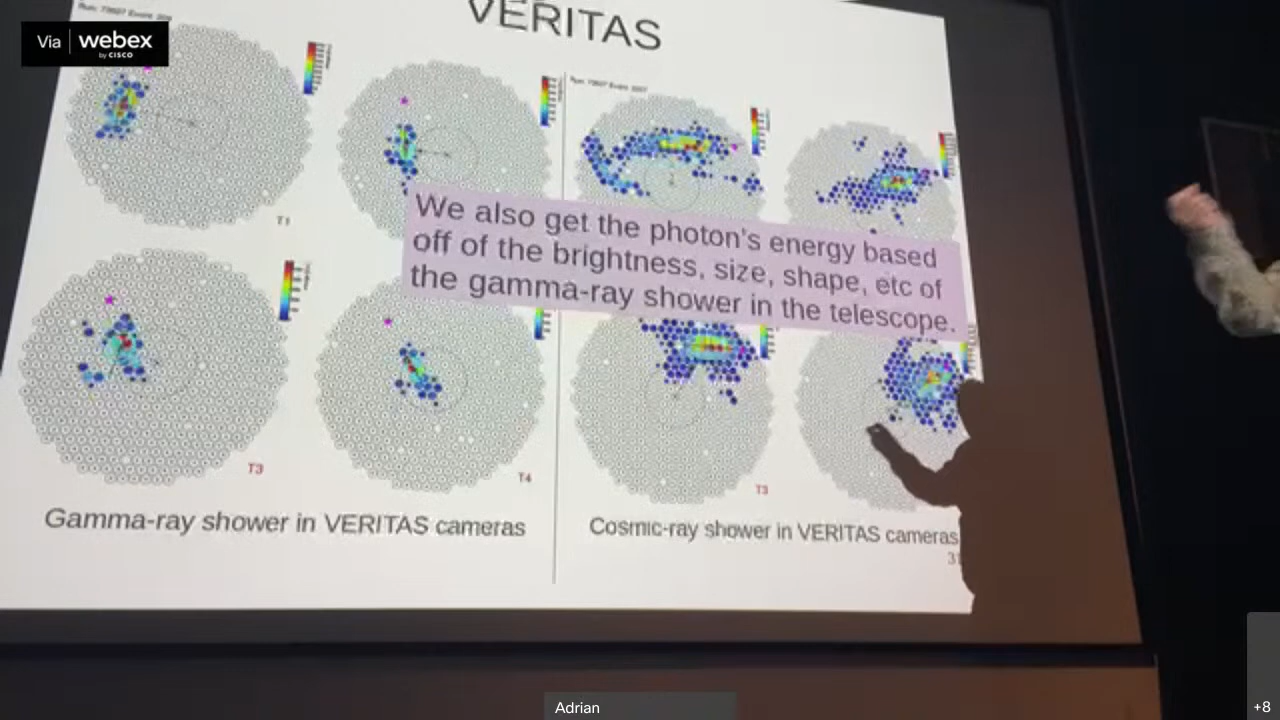 Via webex
by CISCO
VERITAS
T1
We also get the photon's energy based
off of the brightness, size, shape, etc of
the gamma-ray shower in the telescope.
T3
T4
T3
Gamma-ray shower in VERITAS cameras
Cosmic-ray shower in VERITAS cameras
Adrian
+8